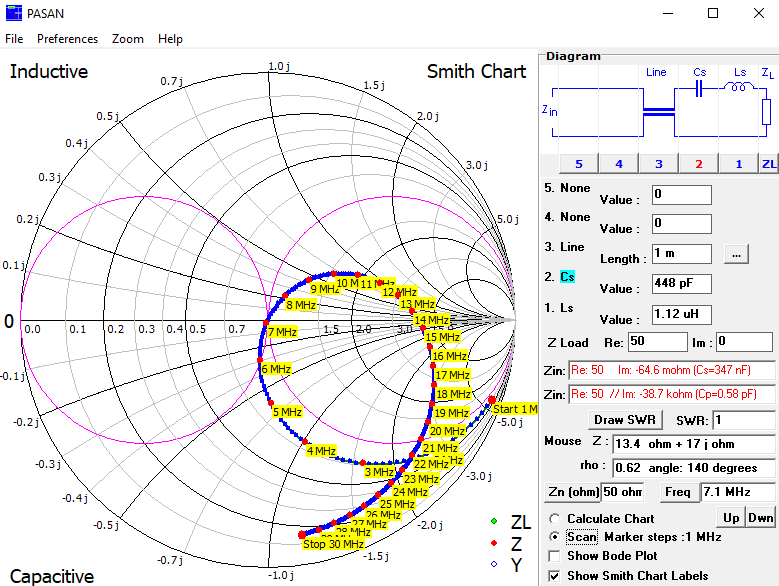 PASAN
File Preferences Zoom Help
Inductive
Smith Chart
1.0 j
0.7 j
1.5 j
0.5 j
2.0 j
0.4 j
3.0 j
0.3 j
0.2 j
5.0 j
0.1 j
0
0.0 0.1 0.2 0.3 0.4 0.5 0.7 1.5 2.0 3.0
-0.1 j
-0.2 j
-0.3 j
-0.4 j
-0.5 j
-0.7 j
-1.0 j
-1.5 j
-2.0 j
-3.0 j
-5.0 j
Start 1 M
3 MHz
4 MHz
5 MHz
6 MHz
7 MHz
8 MHz
9 MHz
10 M
11 MHz
12 MHz
13 MHz
14 MHz
15 MHz
16 MHz
17 MHz
18 MHz
19 MHz
20 MHz
21 MHz
22 MHz
23 MHz
24 MHz
25 MHz
26 MHz
27 MHz
28 MHz
Stop 30 MHz
ZL
Z
Y
Capacitive
Diagram
Line Cs Ls ZL
Zin
5 4 3 2 1 ZL
5. None Value : 0
4. None Value : 0
3. Line Length : 1 m ...
2. Cs Value : 448 pF
1. Ls Value : 1.12 uH
Z Load Re: 50 Im : 0
Zin: Re: 50 Im: -64.6 mohm (Cs=347 nF)
Zin: Re: 50 // Im: -38.7 kohm (Cp=0.58 pF)
Draw SWR SWR: 1
Mouse Z : 13.4 ohm + 17 j ohm
rho : 0.62 angle: 140 degrees
Zn (ohm) 50 ohm Freq 7.1 MHz
Calculate Chart Up Dwn
Scan Marker steps :1 MHz
Show Bode Plot
Show Smith Chart Labels